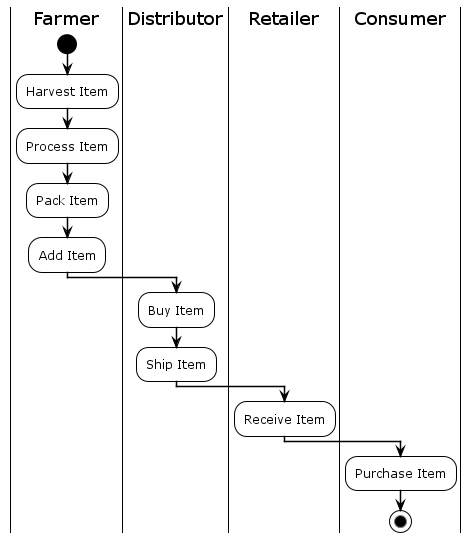 Farmer
Distributor
Retailer
Consumer
Harvest Item
Process Item
Pack Item
Add Item
Buy Item
Ship Item
Receive Item
Purchase Item